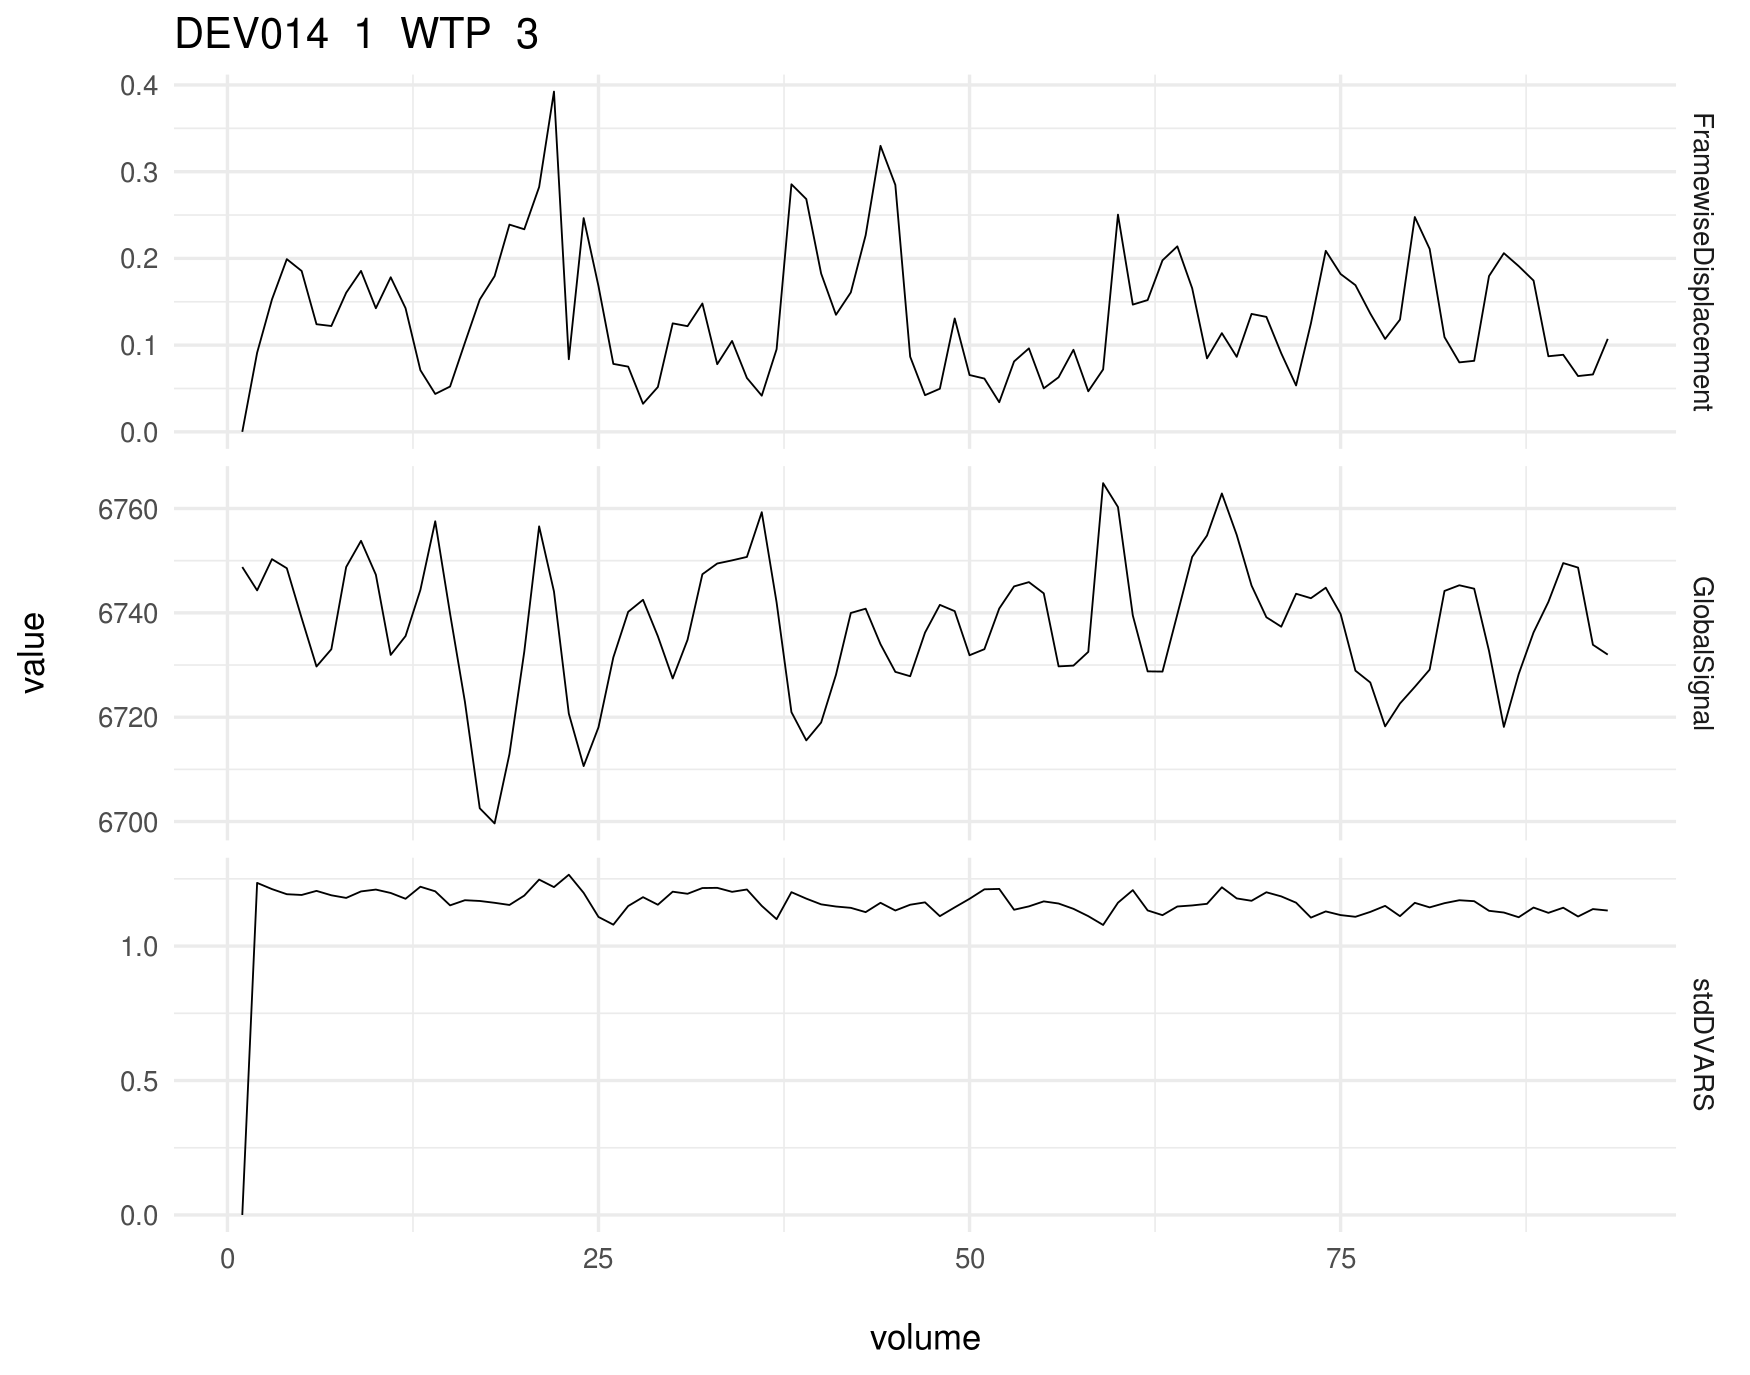 DEV014 1 WTP 3
0.4
0.3
0.2
0.1
0.0
FramewiseDisplacement
6760
6740
6720
6700
GlobalSignal
value
1.0
0.5
0.0
stdDVARS
0 25 50 75
volume